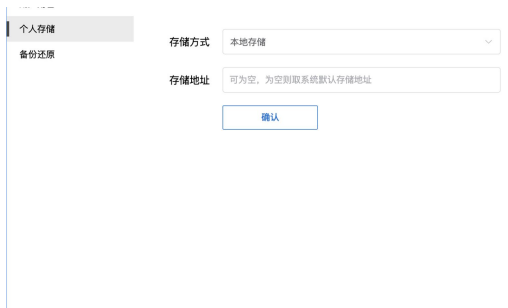 个人存储
备份还原
存储方式
本地存储
存储地址
可为空，为空则取系统默认存储地址
确认